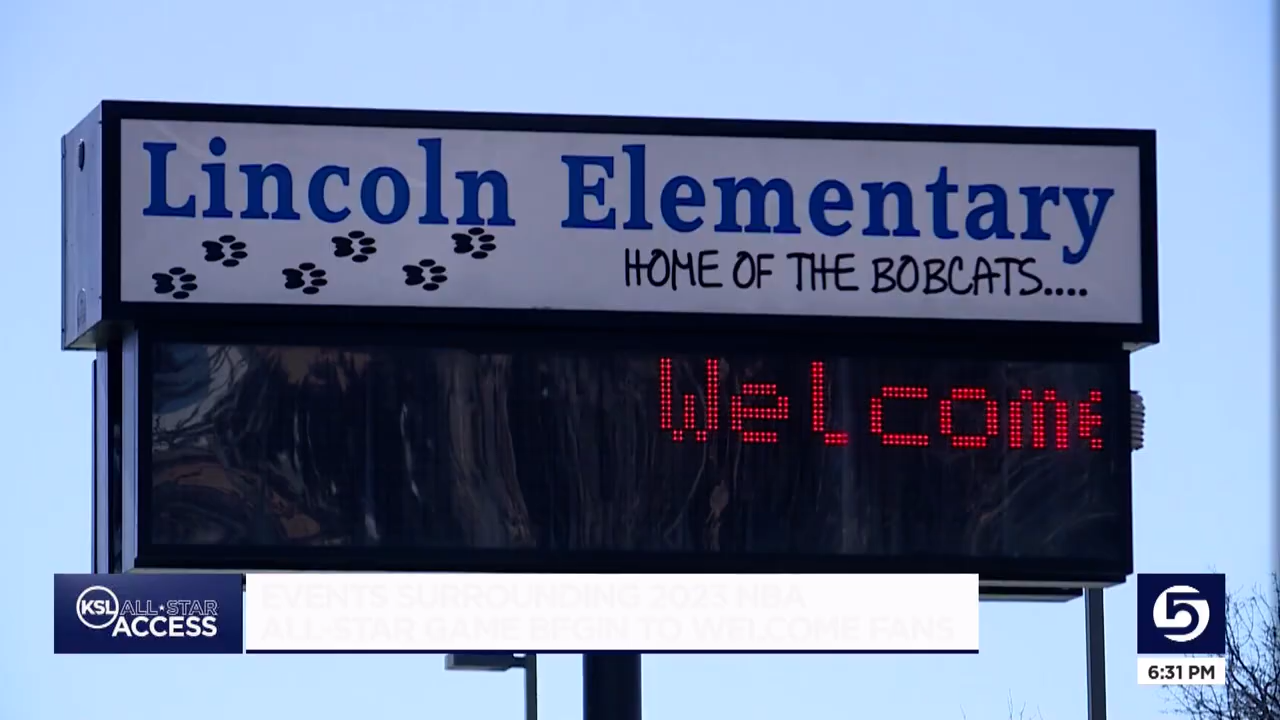 Lincoln Elementary
HOME OF THE BOBCATS....
Welcome
KSL ALL★STAR
ACCESS
EVENTS SURROUNDING 2023 NBA
ALL-STAR GAME BEGIN TO WELCOME FANS
5
6:31 PM